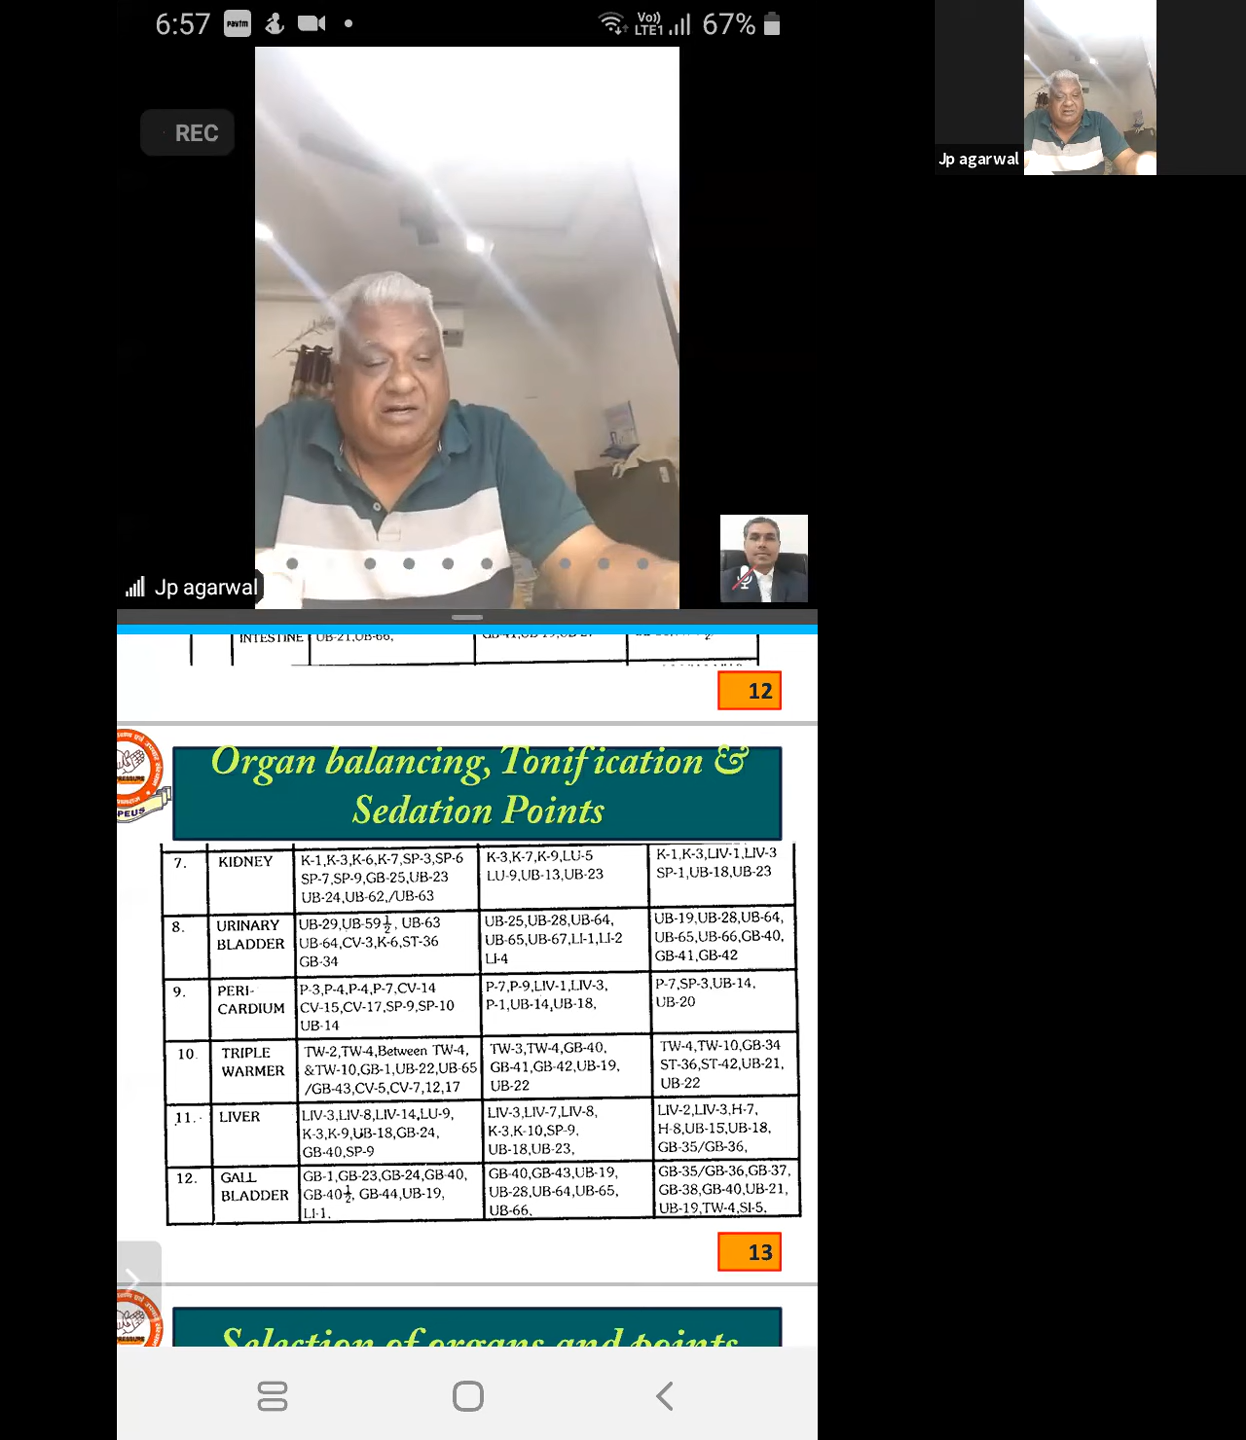 6:57
paytm
Vo))
LTE1
67%
REC
Jp agarwal
Jp agarwal
INTESTINE
UB-21,UB-66,
12
Organ balancing, Tonification &
Sedation Points
PEUS
7.
KIDNEY
K-1,K-3,K-6,K-7,SP-3,SP-6
SP-7,SP-9,GB-25,UB-23
UB-24,UB-62,/UB-63
K-3,K-7,K-9,LU-5
LU-9,UB-13,UB-23
K-1,K-3,LIV-1,LIV-3
SP-1,UB-18,UB-23
8.
URINARY
BLADDER
UB-29,UB-59½, UB-63
UB-64,CV-3,K-6,ST-36
GB-34
UB-25,UB-28,UB-64,
UB-65,UB-67,LI-1,LI-2
LI-4
UB-19,UB-28,UB-64,
UB-65,UB-66,GB-40,
GB-41,GB-42
9.
PERI-
CARDIUM
P-3,P-4,P-4,P-7,CV-14
CV-15,CV-17,SP-9,SP-10
UB-14
P-7,P-9,LIV-1,LIV-3,
P-1,UB-14,UB-18,
P-7,SP-3,UB-14,
UB-20
10.
TRIPLE
WARMER
TW-2,TW-4,Between TW-4,
&TW-10,GB-1,UB-22,UB-65
/GB-43,CV-5,CV-7,12,17
TW-3,TW-4,GB-40,
GB-41,GB-42,UB-19,
UB-22
TW-4,TW-10,GB-34
ST-36,ST-42,UB-21,
UB-22
11.
LIVER
LIV-3,LIV-8,LIV-14,LU-9,
K-3,K-9,UB-18,GB-24,
GB-40,SP-9
LIV-3,LIV-7,LIV-8,
K-3,K-10,SP-9,
UB-18,UB-23,
LIV-2,LIV-3,H-7,
H-8,UB-15,UB-18,
GB-35/GB-36,
12.
GALL
BLADDER
GB-1,GB-23,GB-24,GB-40,
GB-40½, GB-44,UB-19,
LI-1.
GB-40,GB-43,UB-19,
UB-28,UB-64,UB-65,
UB-66.
GB-35/GB-36,GB-37,
GB-38,GB-40,UB-21,
UB-19,TW-4,SI-5.
13
Selection of organs and points